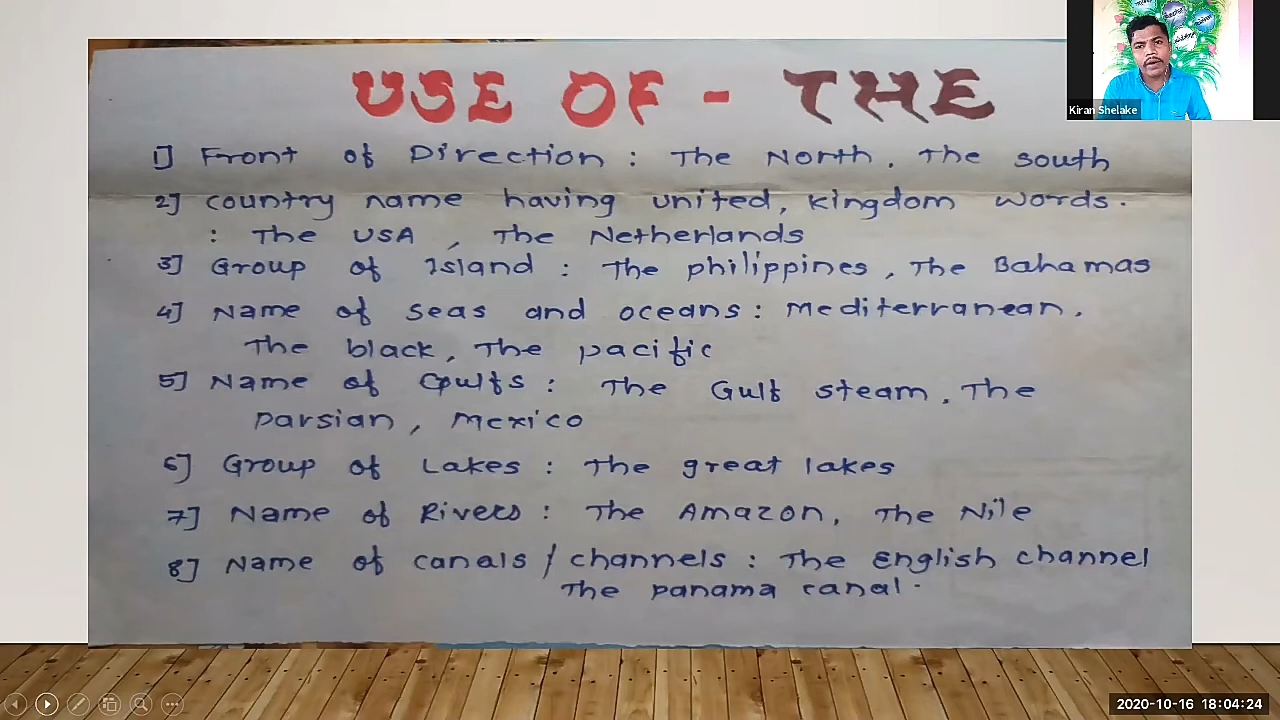 USE OF - THE
Kiran Shelake
1] Front of Direction : The North, The South
2] Country name having united, kingdom words.
: The USA, The Netherlands
3] Group of Island : The philippines, The Bahamas
4] Name of seas and oceans : Mediterranean,
The black, The pacific
5] Name of Gulfs : The Gulf steam, The
Parsian, Mexico
6] Group of Lakes : The great lakes
7] Name of Rivers : The Amazon, The Nile
8] Name of canals / channels : The English channel
The panama canal.
2020-10-16 18:04:24